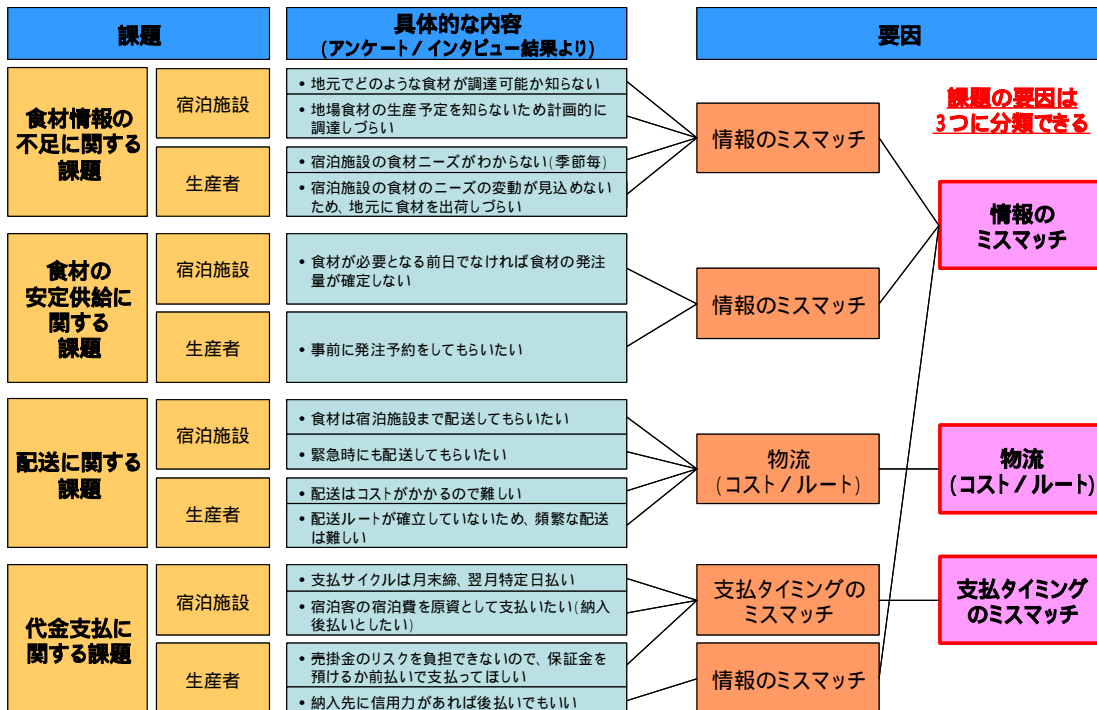 課題
具体的な内容
(アンケート/インタビュー結果より)
要因
課題の要因は
3つに分類できる
食材情報の
不足に関する
課題
宿泊施設
• 地元でどのような食材が調達可能か知らない
• 地場食材の生産予定を知らないため計画的に
調達しづらい
生産者
• 宿泊施設の食材ニーズがわからない(季節毎)
• 宿泊施設の食材のニーズの変動が見込めない
ため、地元に食材を出荷しづらい
情報のミスマッチ
情報の
ミスマッチ
食材の
安定供給に
関する
課題
宿泊施設
• 食材が必要となる前日でなければ食材の発注
量が確定しない
生産者
• 事前に発注予約をしてもらいたい
情報のミスマッチ
配送に関する
課題
宿泊施設
• 食材は宿泊施設まで配送してもらいたい
• 緊急時にも配送してもらいたい
生産者
• 配送はコストがかかるので難しい
• 配送ルートが確立していないため、頻繁な配送
は難しい
物流
(コスト/ルート)
物流
(コスト/ルート)
代金支払に
関する課題
宿泊施設
• 支払サイクルは月末締、翌月特定日払い
• 宿泊客の宿泊費を原資として支払いたい(納入
後払いとしたい)
生産者
• 売掛金のリスクを負担できないので、保証金を
預けるか前払いで支払ってほしい
• 納入先に信用力があれば後払いでもいい
支払タイミングの
ミスマッチ
支払タイミング
のミスマッチ
情報のミスマッチ